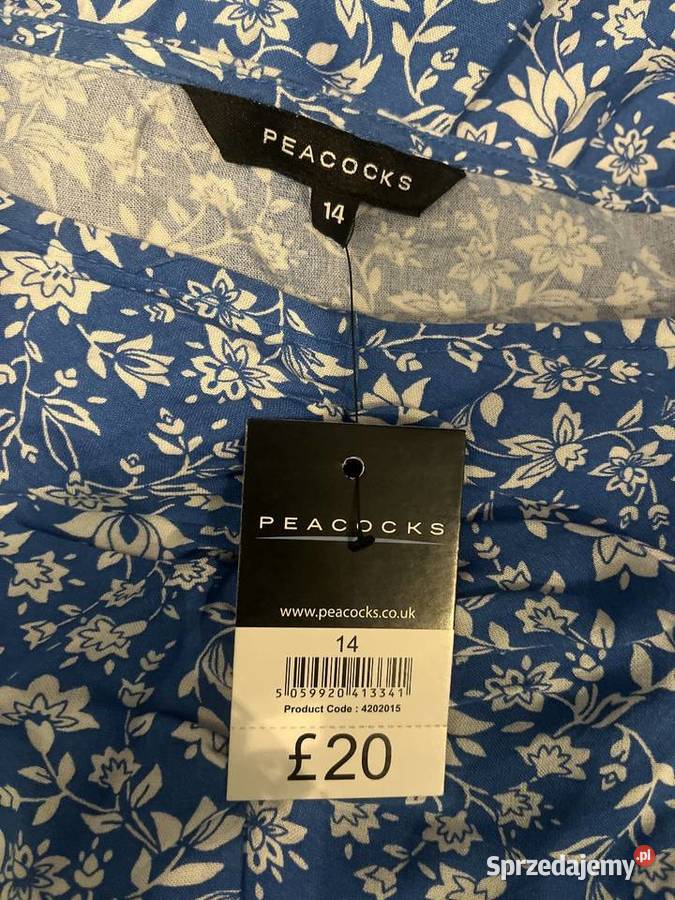 PEACOCKS
14
PEACOCKS
www.peacocks.co.uk
14
5 059920 413341
Product Code : 4202015
£20
Sprzedajemy.pl